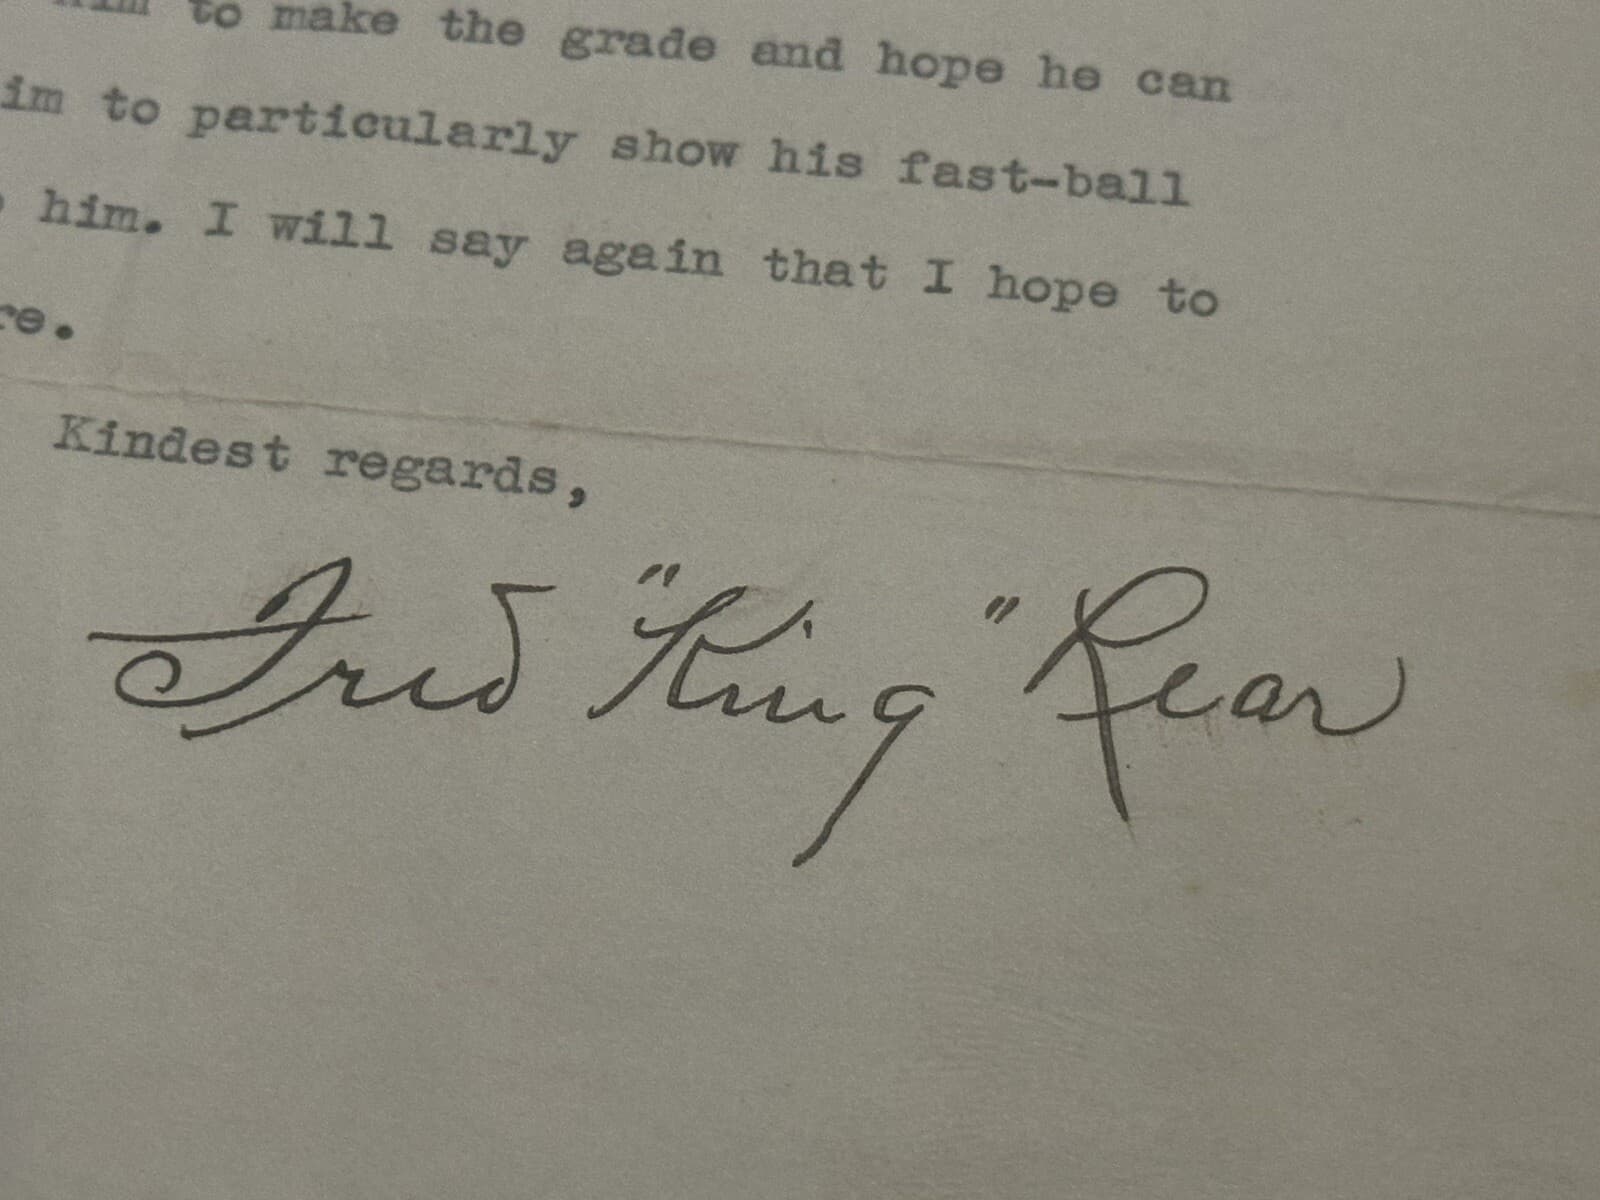 him to make the grade and hope he can
im to particularly show his fast-ball
him. I will say again that I hope to
re.
Kindest regards,
Fred "King" Lear